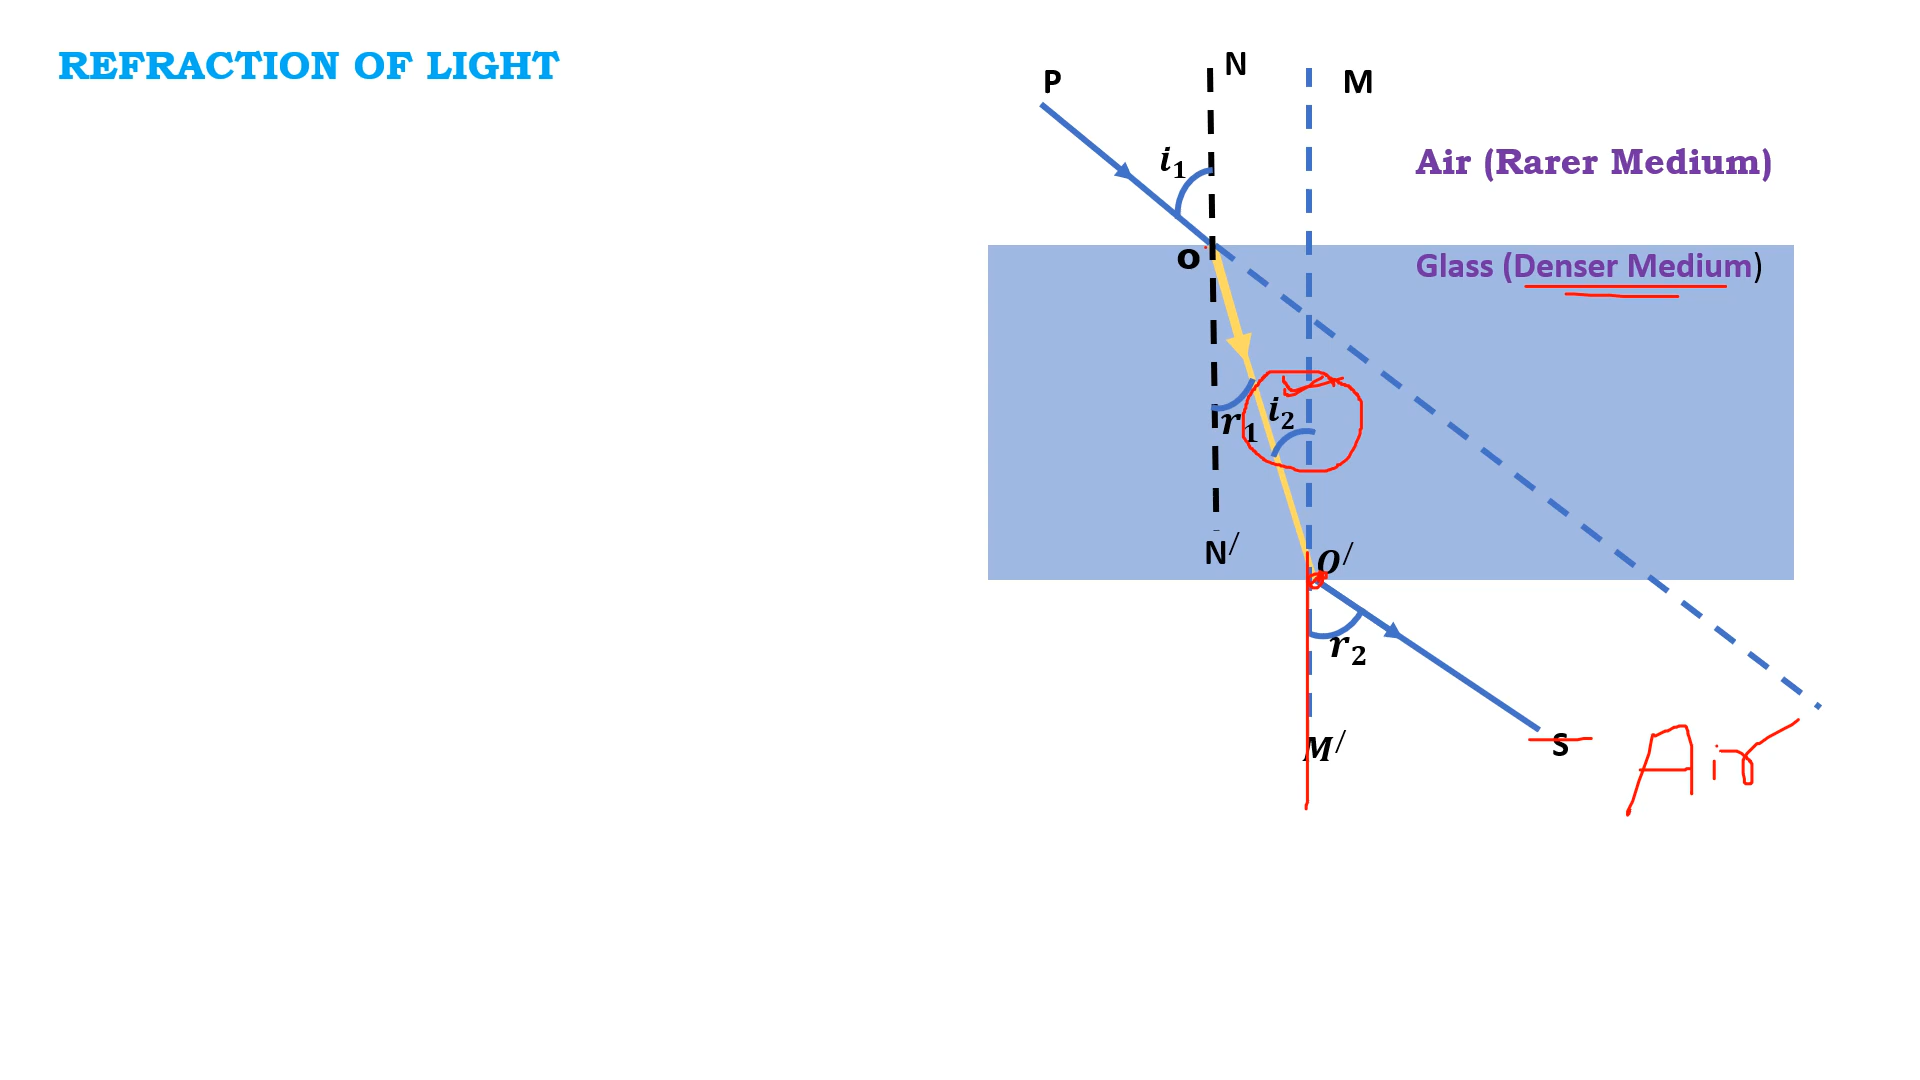 REFRACTION OF LIGHT
N
P
M
i₁
Air (Rarer Medium)
o
Glass (Denser Medium)
i₂
r₁
N/
O/
r₂
M/
S
Air